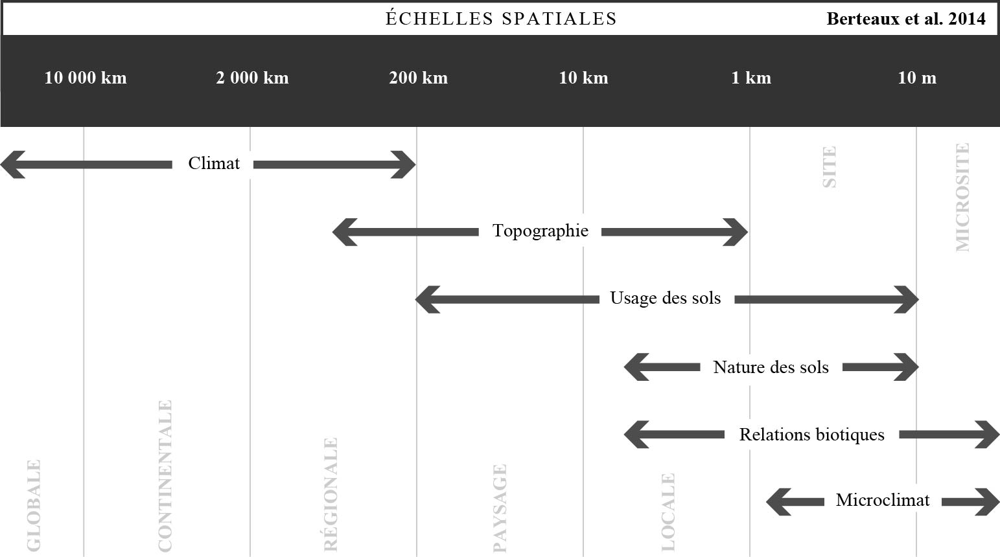 ÉCHELLES SPATIALES
Berteaux et al. 2014
10 000 km 2 000 km 200 km 10 km 1 km 10 m
Climat
Topographie
Usage des sols
Nature des sols
Relations biotiques
Microclimat
GLOBALE
CONTINENTALE
RÉGIONALE
PAYSAGE
LOCALE
SITE
MICROSITE